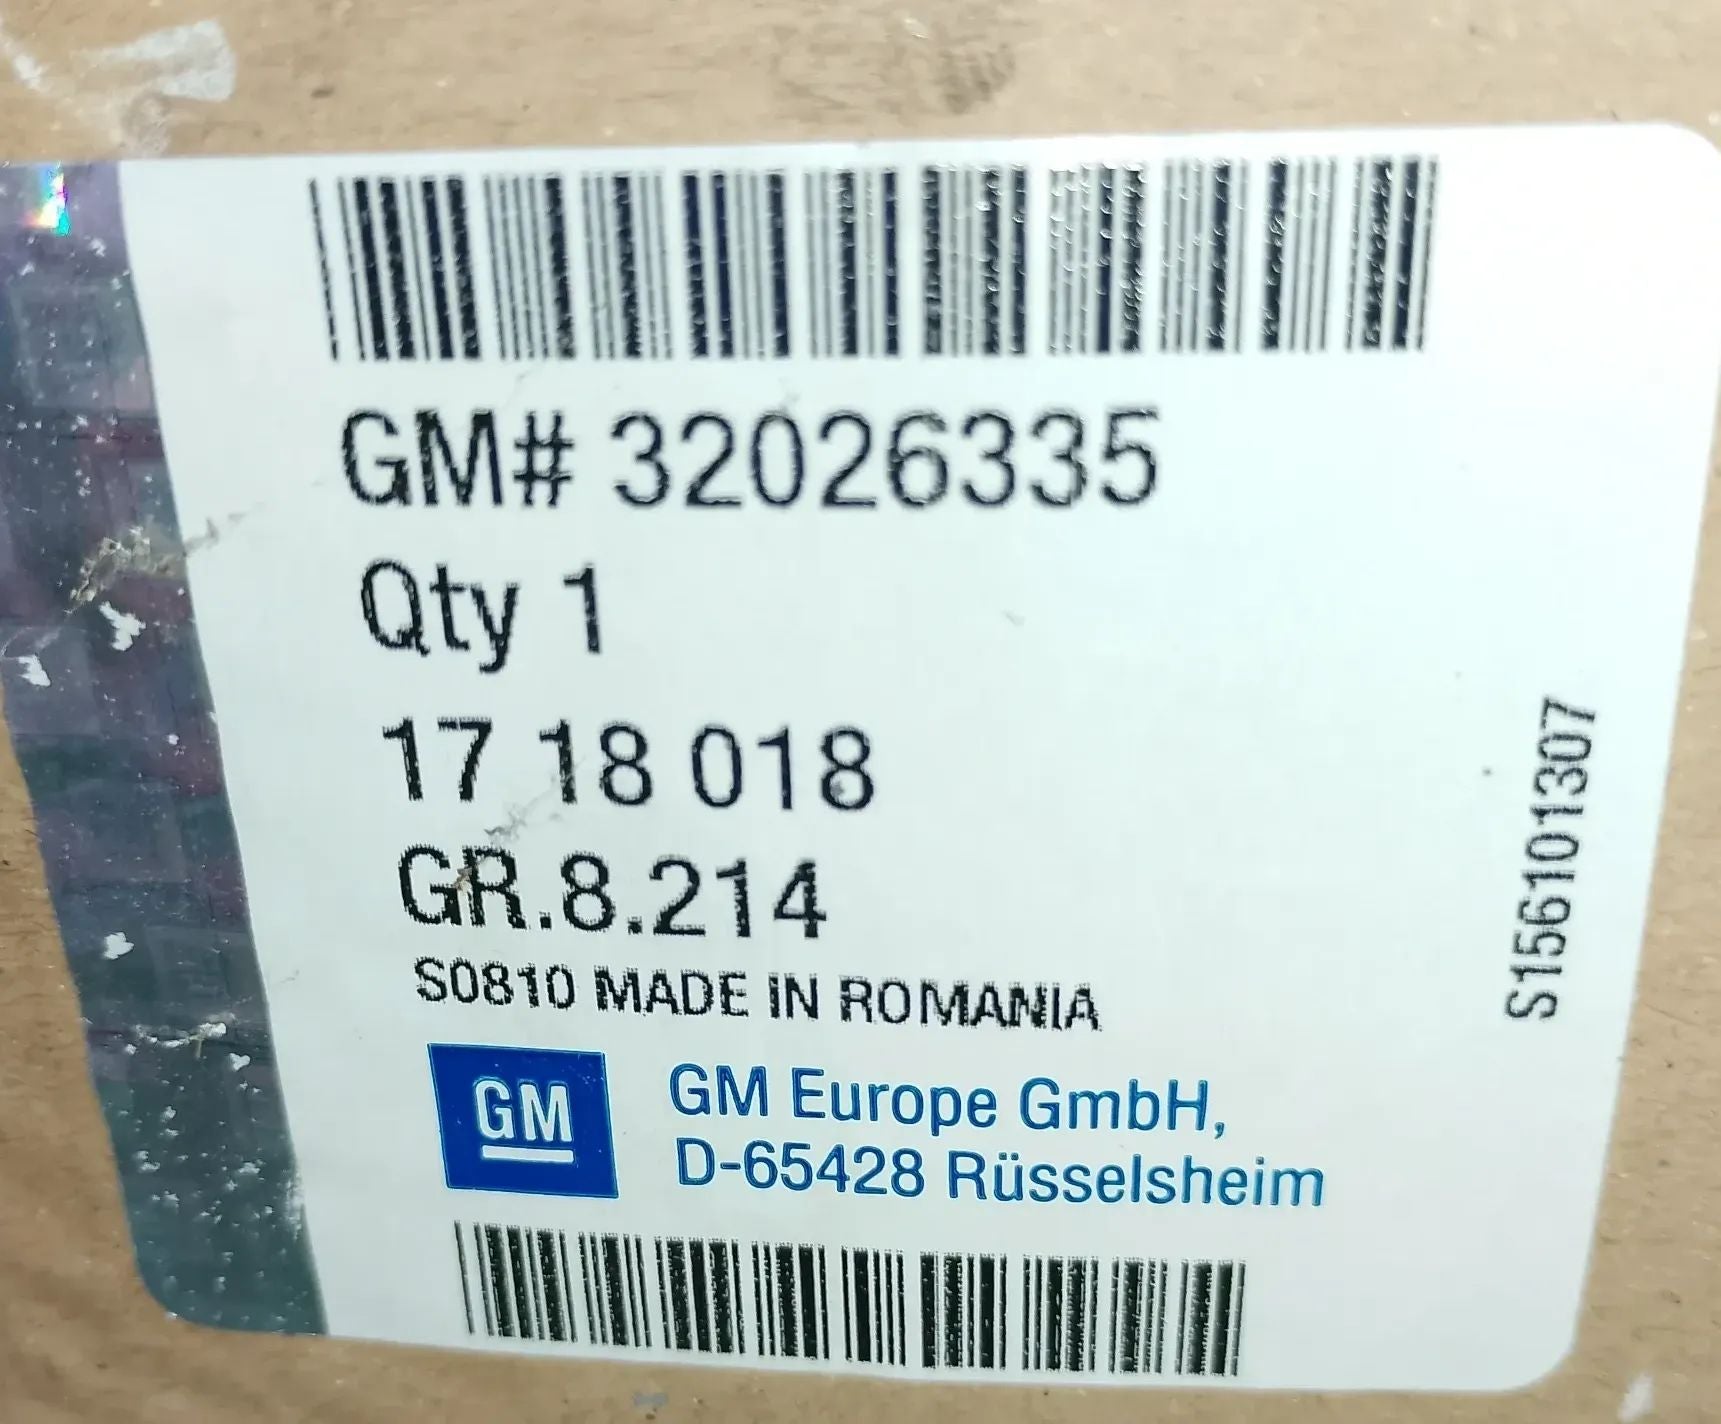 GM# 32026335
Qty 1
17 18 018
GR.8.214
S0810 MADE IN ROMANIA
GM
GM Europe GmbH,
D-65428 Rüsselsheim
S156101307